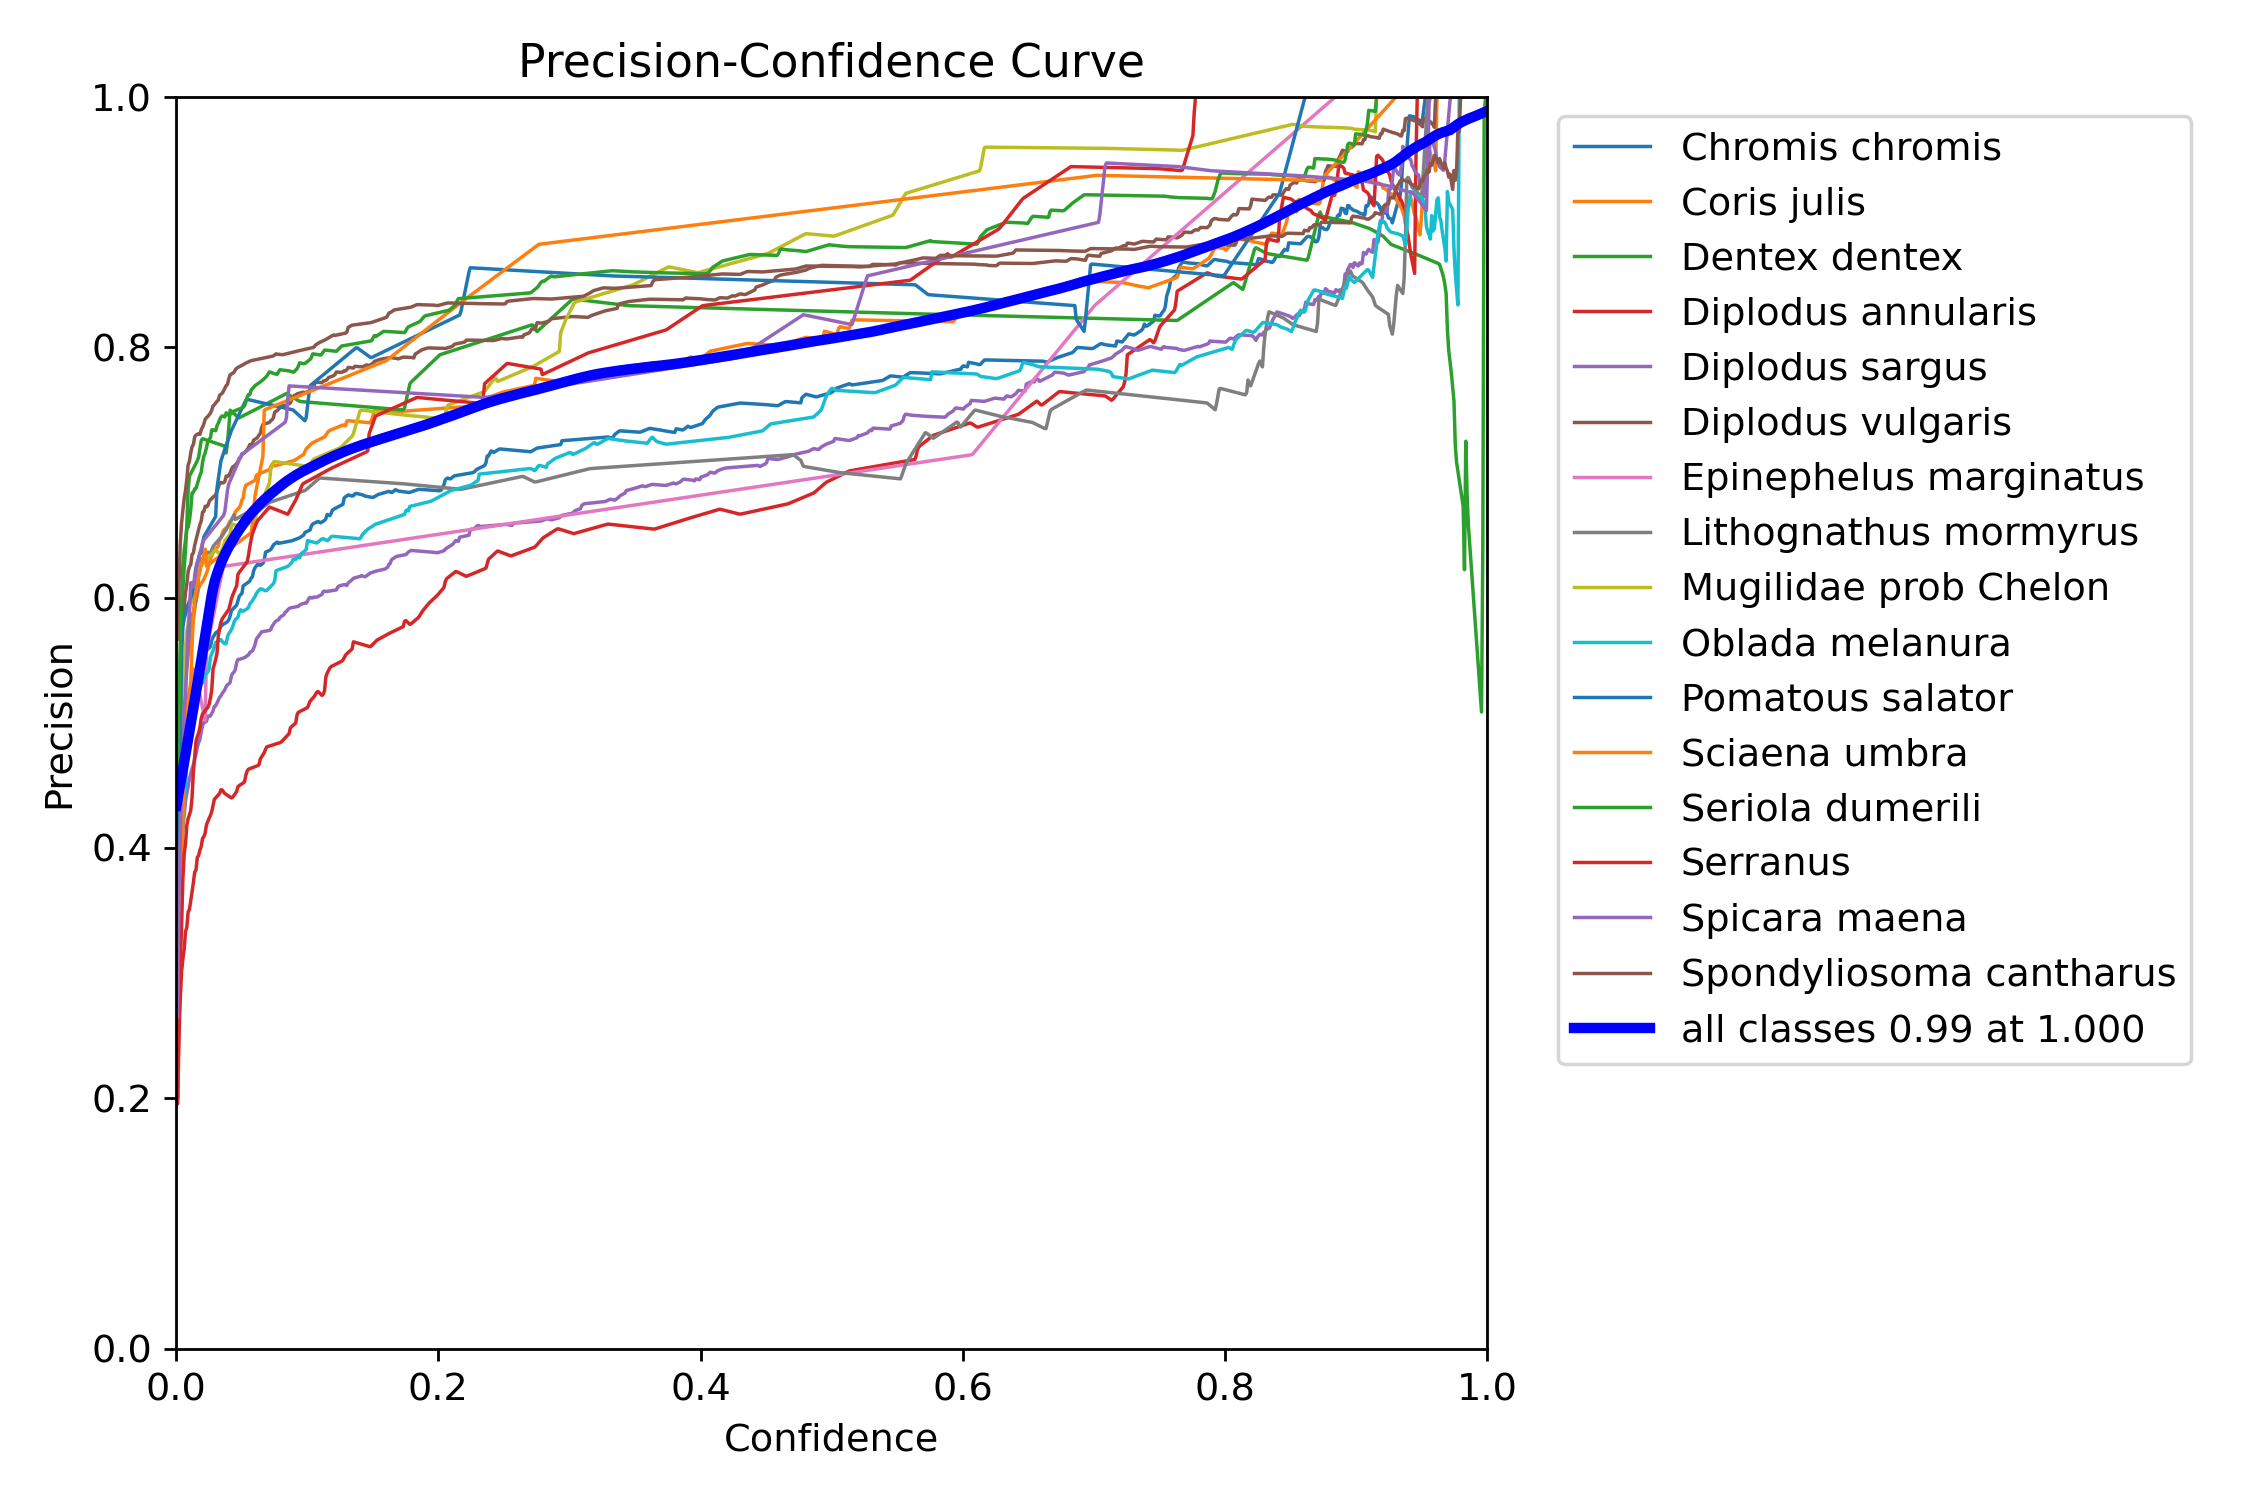 Precision-Confidence Curve
1.0
0.8
0.6
0.4
0.2
0.0
Precision
0.0 0.2 0.4 0.6 0.8 1.0
Confidence
Chromis chromis
Coris julis
Dentex dentex
Diplodus annularis
Diplodus sargus
Diplodus vulgaris
Epinephelus marginatus
Lithognathus mormyrus
Mugilidae prob Chelon
Oblada melanura
Pomatous salator
Sciaena umbra
Seriola dumerili
Serranus
Spicara maena
Spondyliosoma cantharus
all classes 0.99 at 1.000